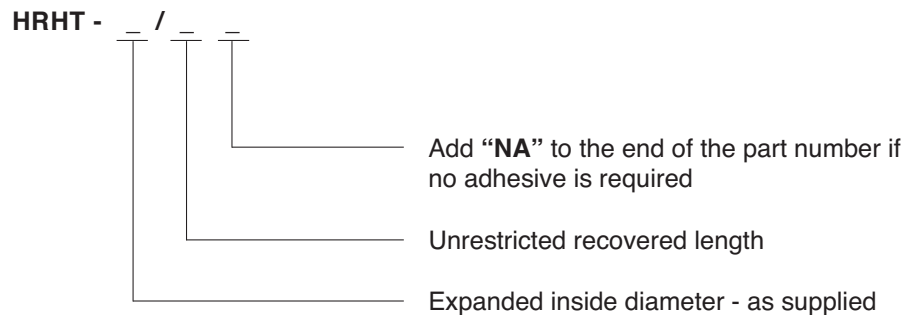 HRHT - _ / _ _
Add “NA” to the end of the part number if
no adhesive is required
Unrestricted recovered length
Expanded inside diameter - as supplied